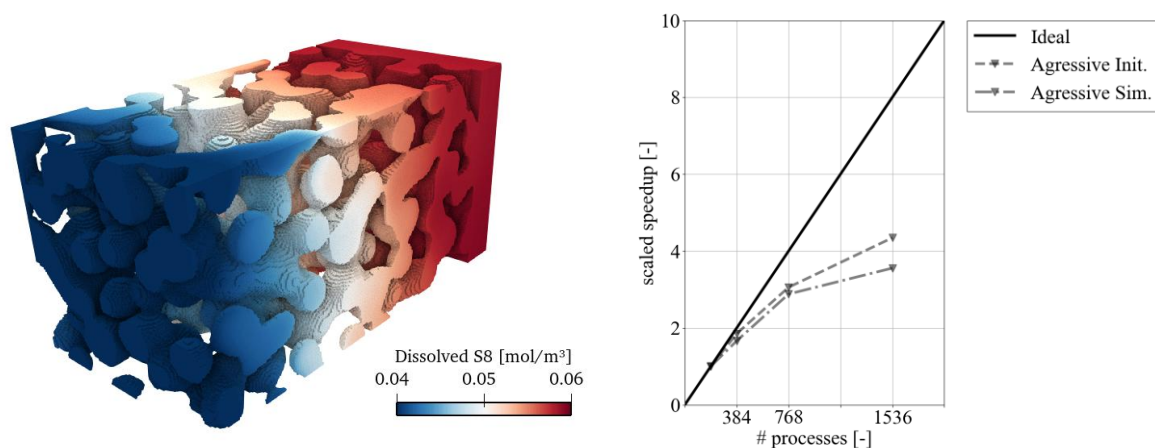 Dissolved S8 [mol/m³]
0.04 0.05 0.06
10
8
6
4
2
0
scaled speedup [-]
384 768 1536
# processes [-]
Ideal
Agressive Init.
Agressive Sim.